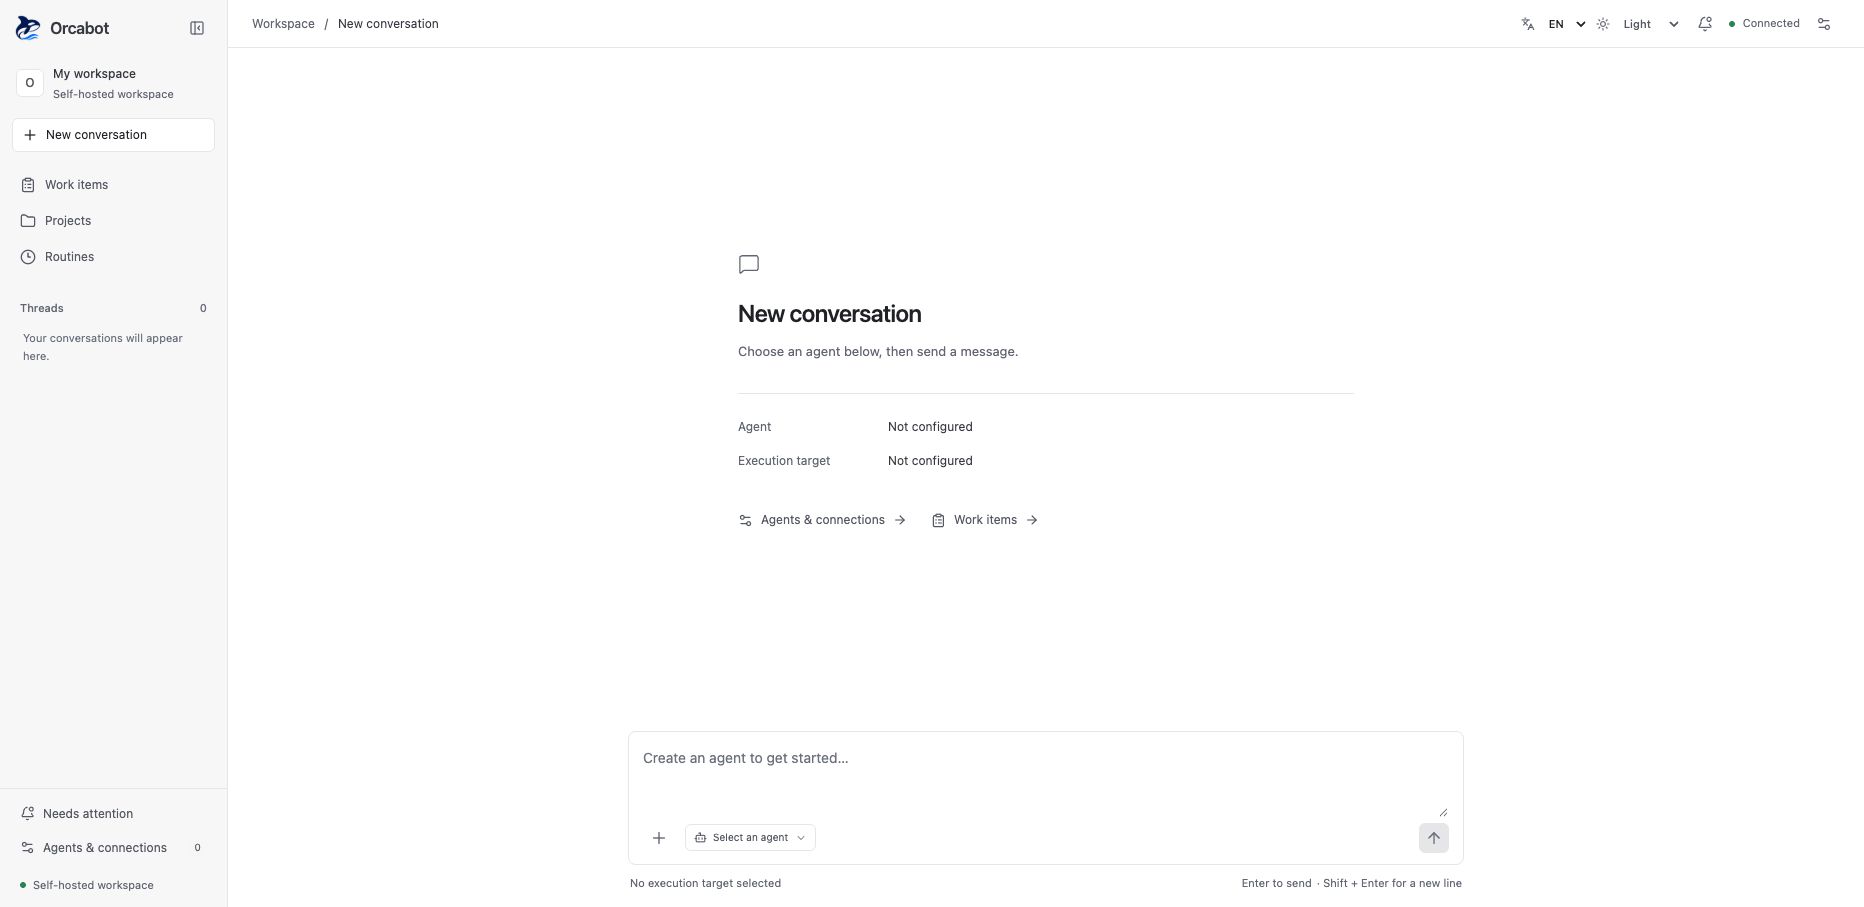 Orcabot
O
My workspace
Self-hosted workspace
New conversation
Work items
Projects
Routines
Threads 0
Your conversations will appear
here.
Needs attention
Agents & connections 0
Self-hosted workspace
Workspace / New conversation
EN
Light
Connected
New conversation
Choose an agent below, then send a message.
Agent Not configured
Execution target Not configured
Agents & connections
Work items
Create an agent to get started...
Select an agent
No execution target selected
Enter to send · Shift + Enter for a new line